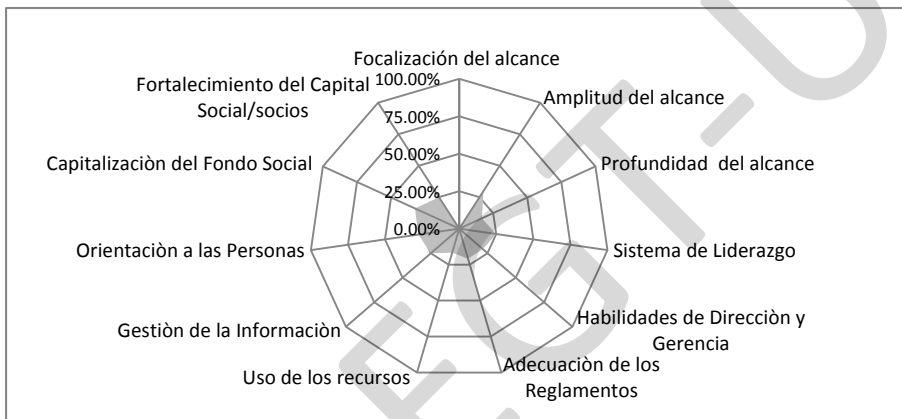 Focalización del alcance
100.00%
75.00%
50.00%
25.00%
0.00%
Amplitud del alcance
Profundidad  del alcance
Sistema de Liderazgo
Habilidades de Direcciòn y
Gerencia
Adecuaciòn de los
Reglamentos
Uso de los recursos
Gestiòn de la Informaciòn
Orientaciòn a las Personas
Capitalizaciòn del Fondo Social
Fortalecimiento del Capital
Social/socios